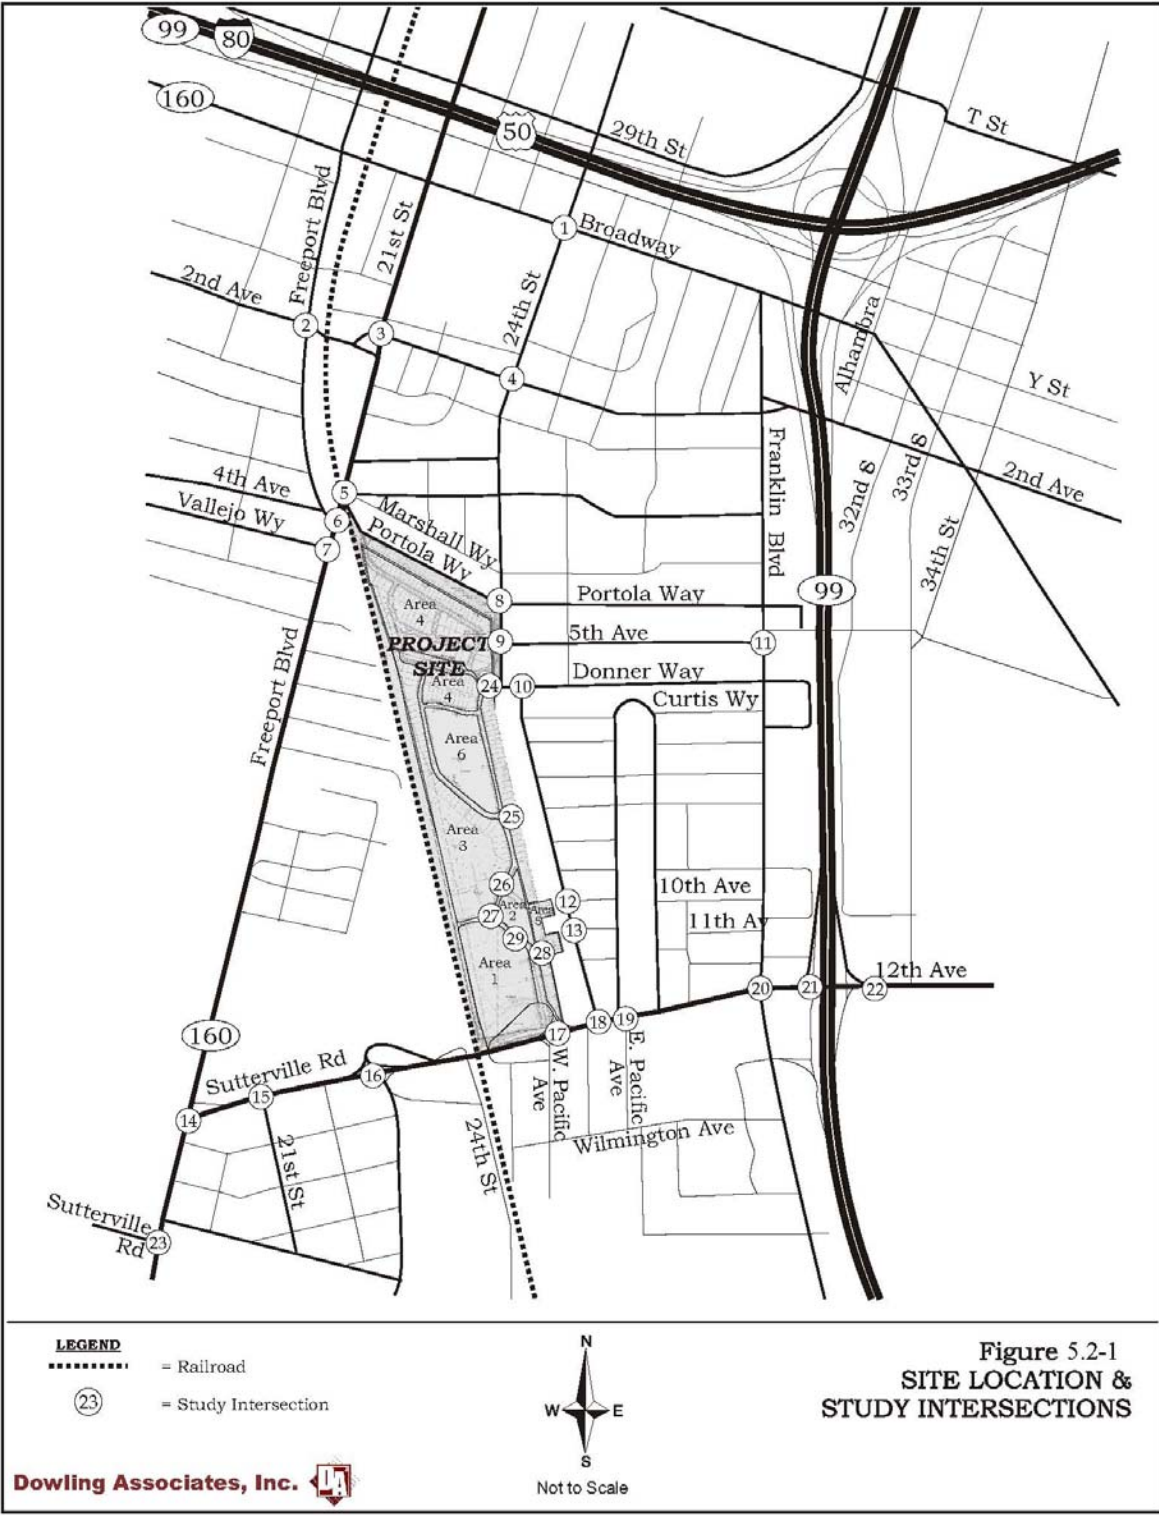 99
80
160
50
29th St
T St
Freeport Blvd
21st St
1
Broadway
2nd Ave
24th St
2
3
4
Alhambra
Y St
Franklin Blvd
4th Ave
Vallejo Wy
5
6
7
Marshall Wy
Portola Wy
32nd S
33rd S
2nd Ave
34th St
99
8
Portola Way
Area
4
PROJECT
SITE
9
5th Ave
11
Area
4
24
10
Donner Way
Curtis Wy
Freeport Blvd
Area
6
25
Area
3
26
12
10th Ave
Area
2
Area
5
27
13
11th Av
29
28
Area
1
20
21
22
12th Ave
160
17
18
19
Sutterville Rd
16
15
14
W. Pacific
Ave
E. Pacific
Ave
21st St
24th St
Wilmington Ave
Sutterville
Rd
23
LEGEND
= Railroad
23
= Study Intersection
N
W
E
S
Not to Scale
Figure 5.2-1
SITE LOCATION &
STUDY INTERSECTIONS
Dowling Associates, Inc.
DA